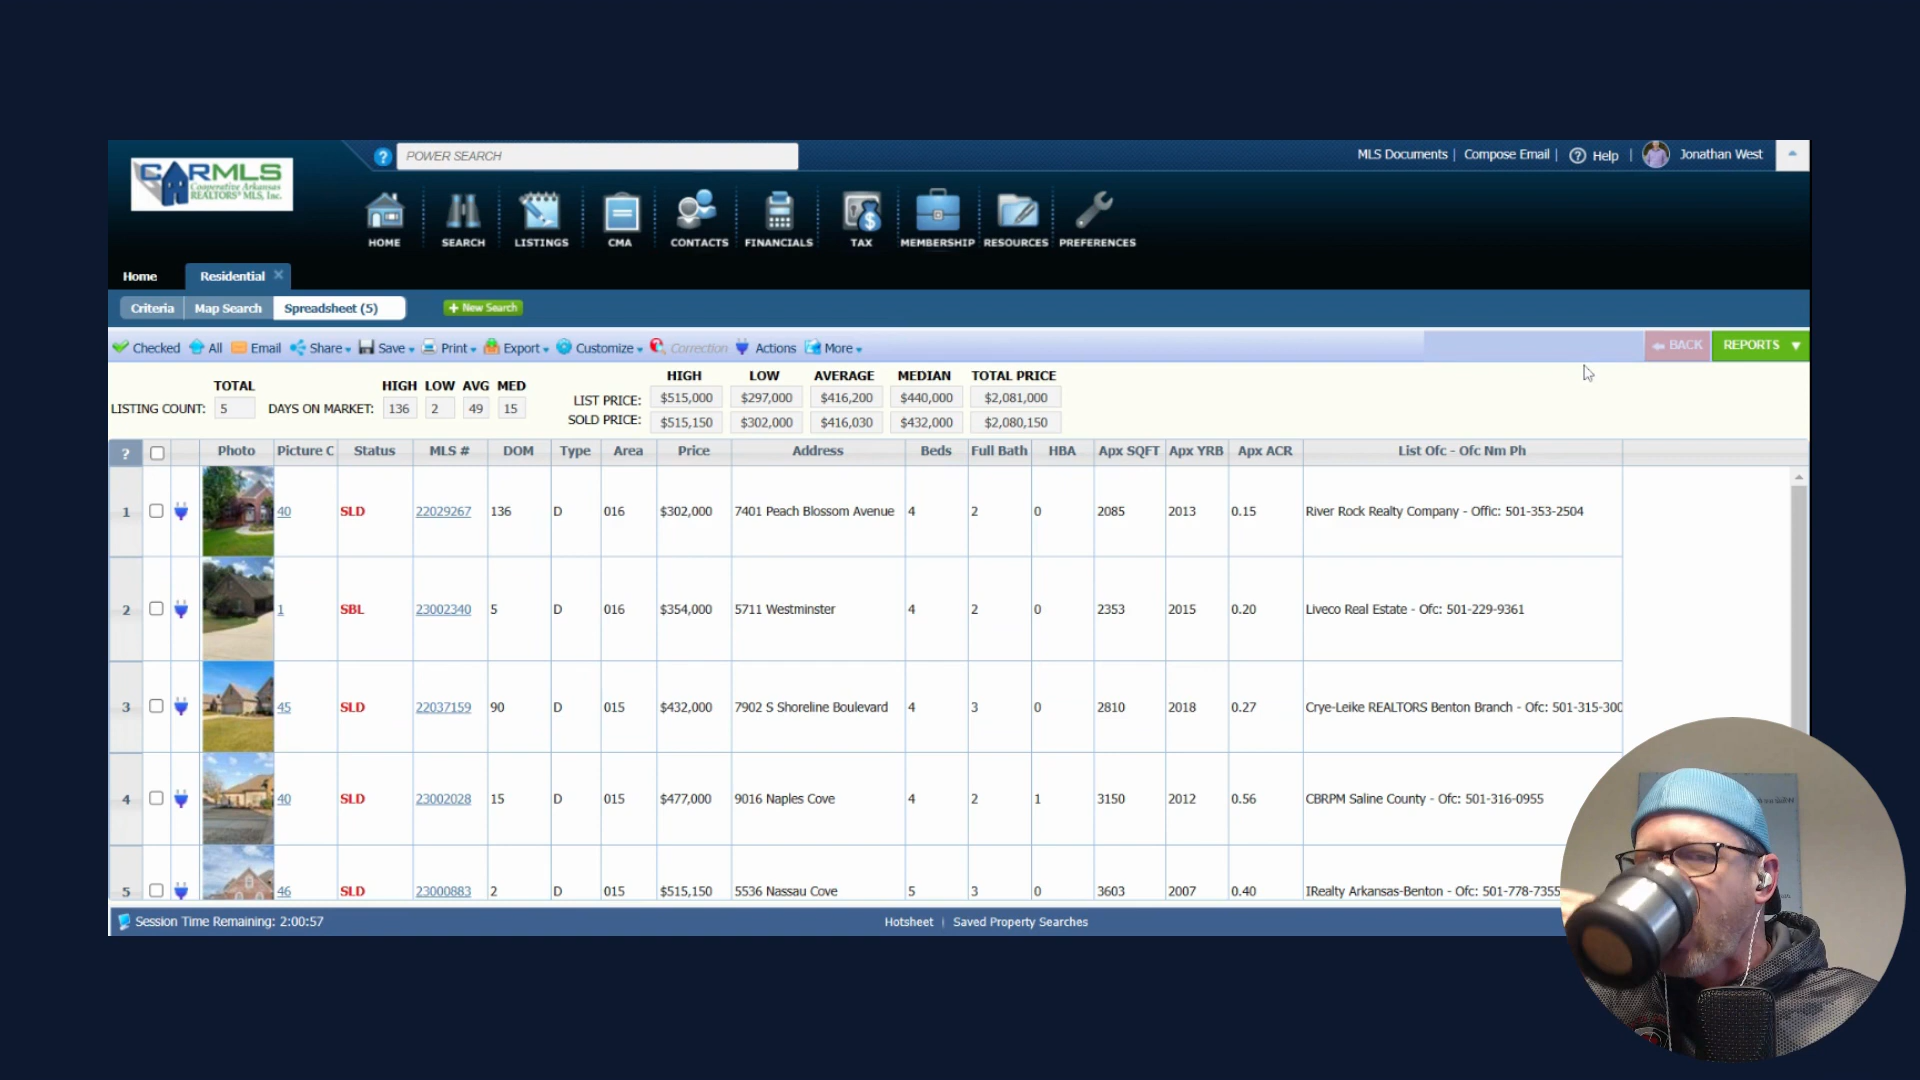 CARMLS
Cooperative Arkansas
REALTORS® MLS, Inc.
? POWER SEARCH
MLS Documents | Compose Email | ? Help | Jonathan West
HOME SEARCH LISTINGS CMA CONTACTS FINANCIALS TAX MEMBERSHIP RESOURCES PREFERENCES
Home Residential
Criteria Map Search Spreadsheet (5) + New Search
Checked All Email Share Save Print Export Customize Correction Actions More BACK REPORTS
TOTAL HIGH LOW AVG MED HIGH LOW AVERAGE MEDIAN TOTAL PRICE
LISTING COUNT: 5 DAYS ON MARKET: 136 2 49 15
LIST PRICE: $515,000 $297,000 $416,200 $440,000 $2,081,000
SOLD PRICE: $515,150 $302,000 $416,030 $432,000 $2,080,150
? Photo Picture C Status MLS # DOM Type Area Price Address Beds Full Bath HBA Apx SQFT Apx YRB Apx ACR List Ofc - Ofc Nm Ph
1 40 SLD 22029267 136 D 016 $302,000 7401 Peach Blossom Avenue 4 2 0 2085 2013 0.15 River Rock Realty Company - Offic: 501-353-2504
2 1 SBL 23002340 5 D 016 $354,000 5711 Westminster 4 2 0 2353 2015 0.20 Liveco Real Estate - Ofc: 501-229-9361
3 45 SLD 22037159 90 D 015 $432,000 7902 S Shoreline Boulevard 4 3 0 2810 2018 0.27 Crye-Leike REALTORS Benton Branch - Ofc: 501-315-300
4 40 SLD 23002028 15 D 015 $477,000 9016 Naples Cove 4 2 1 3150 2012 0.56 CBRPM Saline County - Ofc: 501-316-0955
5 46 SLD 23000883 2 D 015 $515,150 5536 Nassau Cove 5 3 0 3603 2007 0.40 IRealty Arkansas-Benton - Ofc: 501-778-7355
Session Time Remaining: 2:00:57 Hotsheet | Saved Property Searches